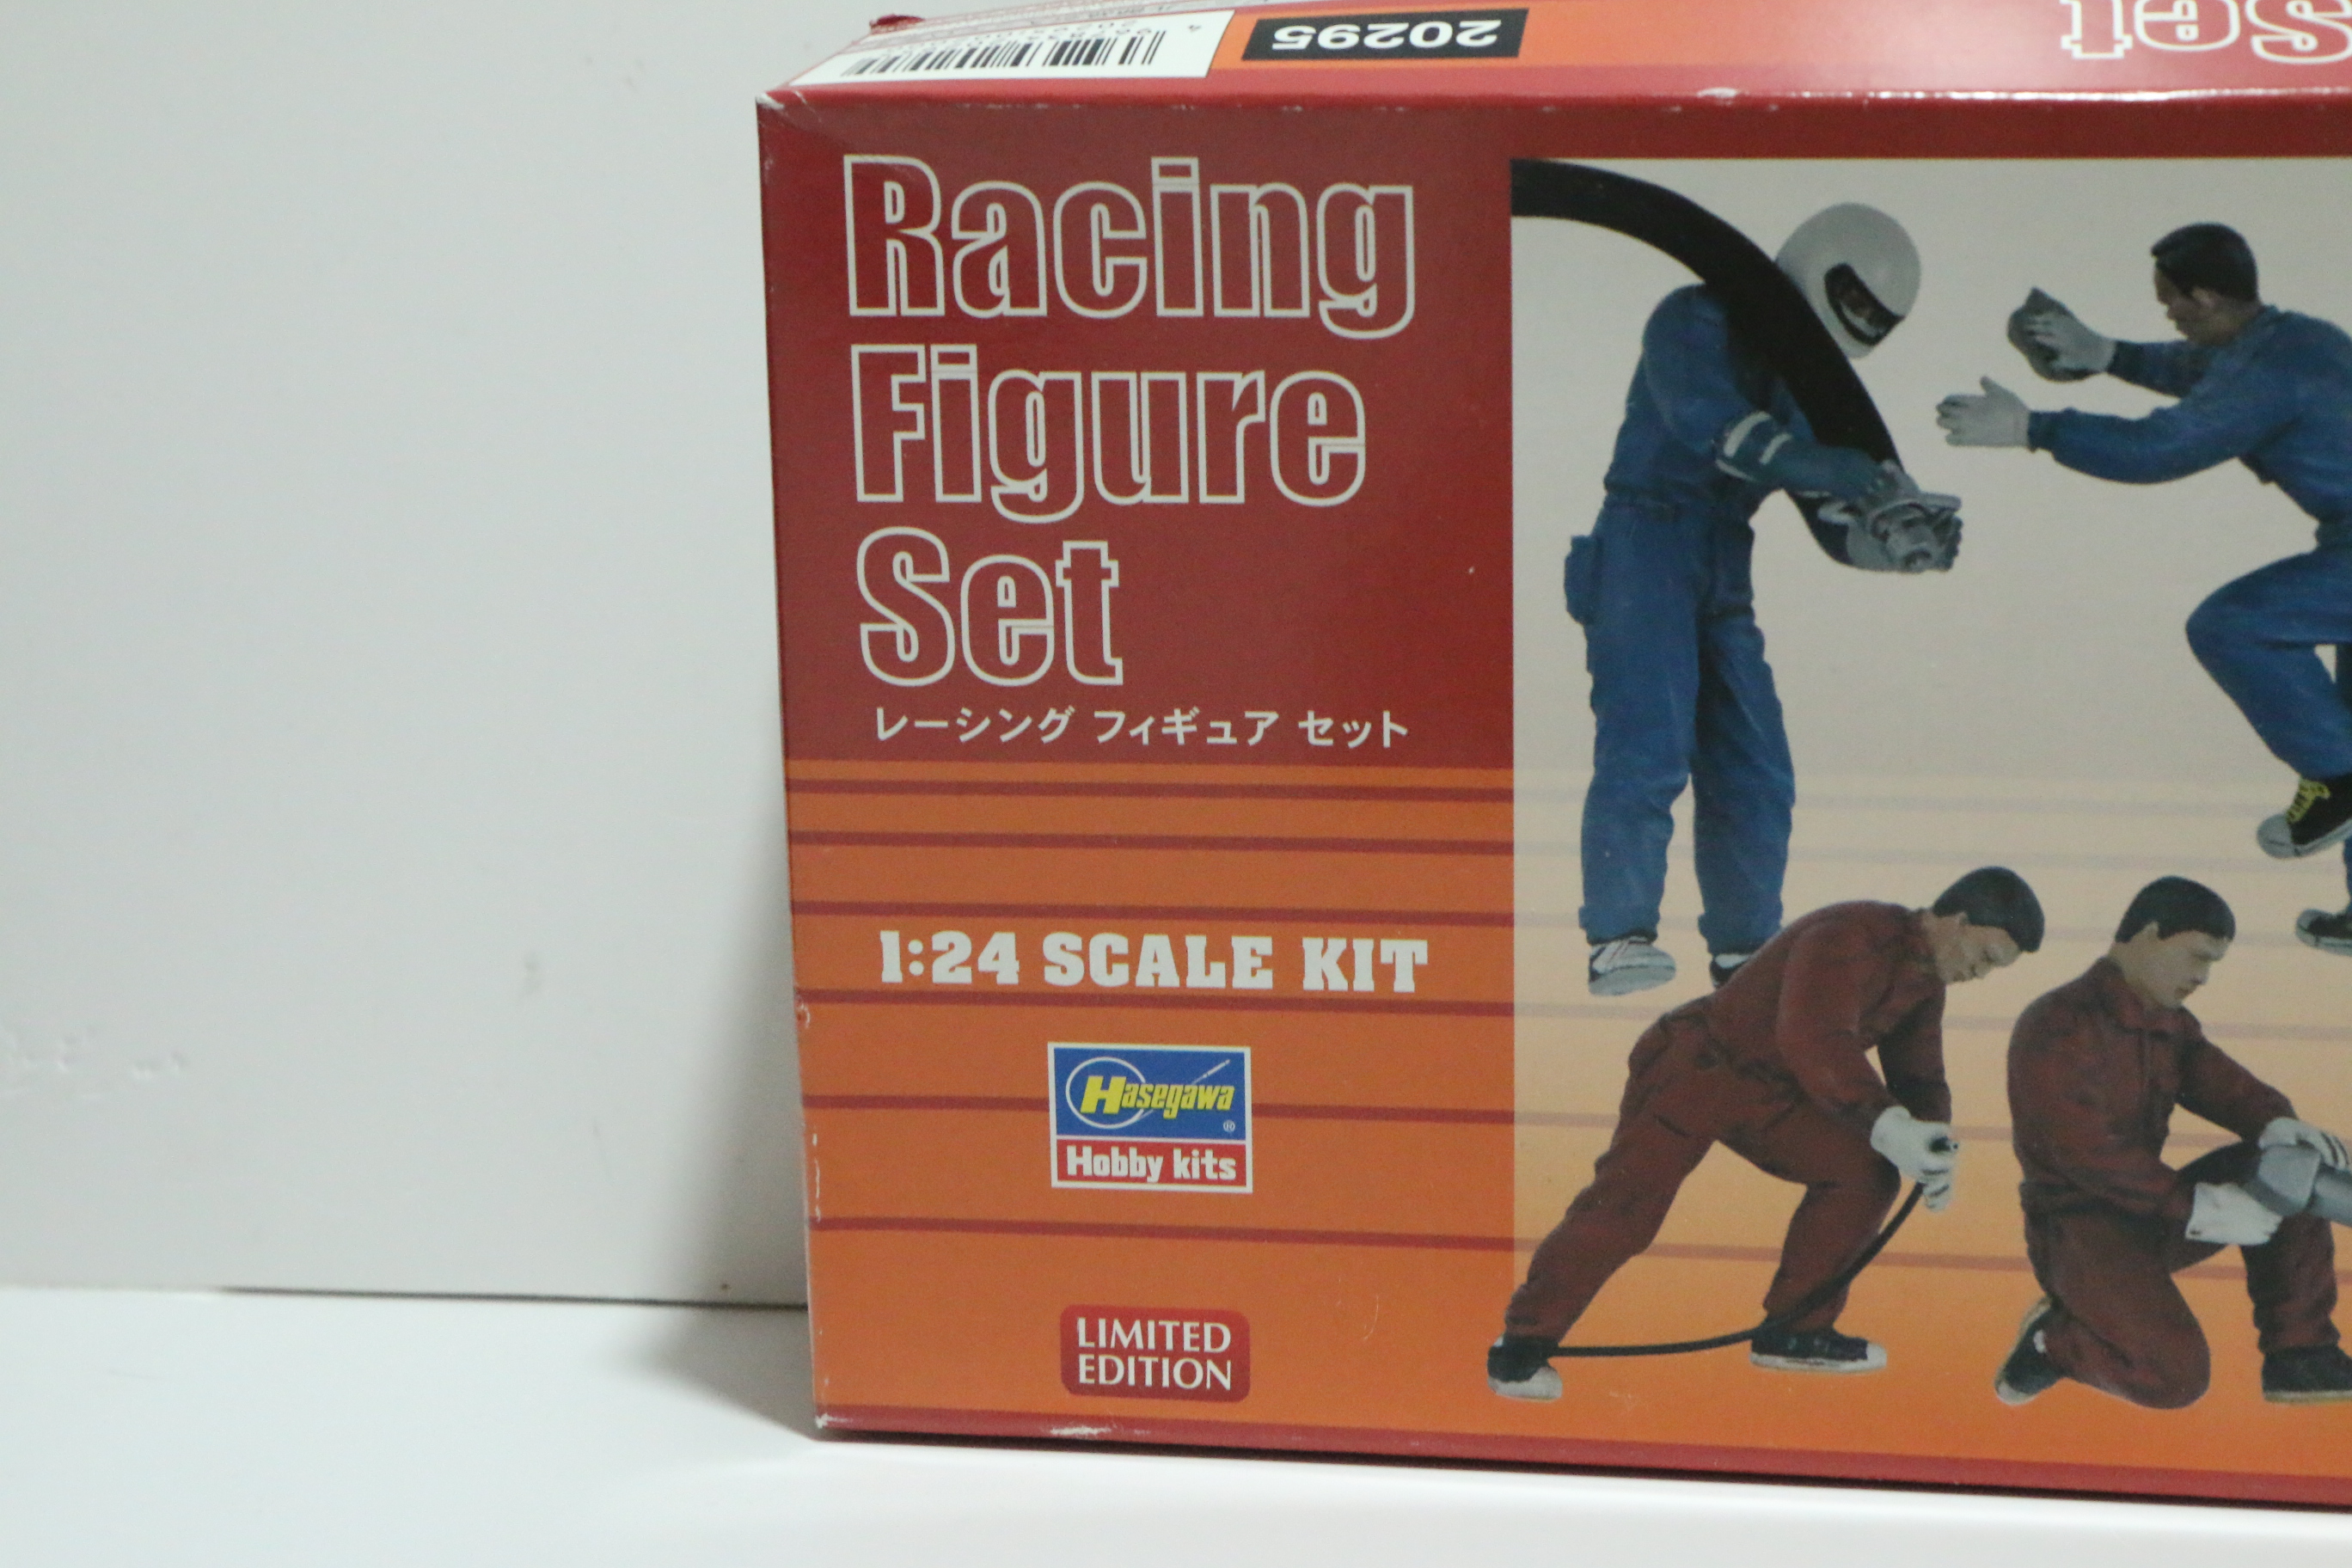 20295
Set
Racing
Figure
Set
レーシング フィギュア セット
1:24 SCALE KIT
Hasegawa®
Hobby kits
LIMITED
EDITION